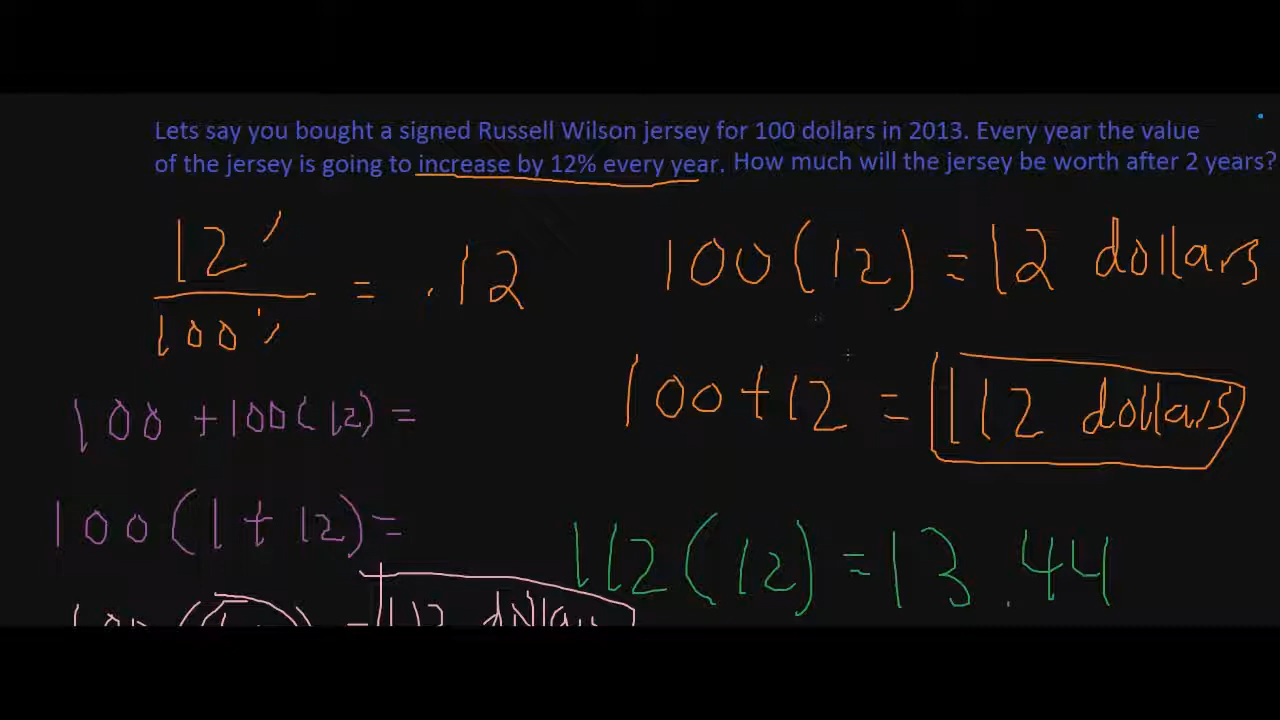 Lets say you bought a signed Russell Wilson jersey for 100 dollars in 2013. Every year the value
of the jersey is going to increase by 12% every year. How much will the jersey be worth after 2 years?
12
100
= .12
100(12) = 12 dollars
100 + 12 = 112 dollars
100 + 100(12) =
100(1 + 12) =
112(12) = 13.44